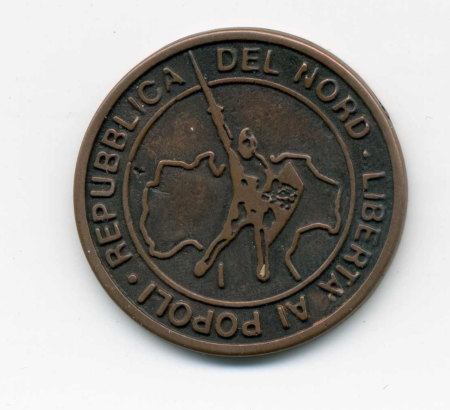 REPUBBLICA DEL NORD · LIBERTA' AI POPOLI ·
1